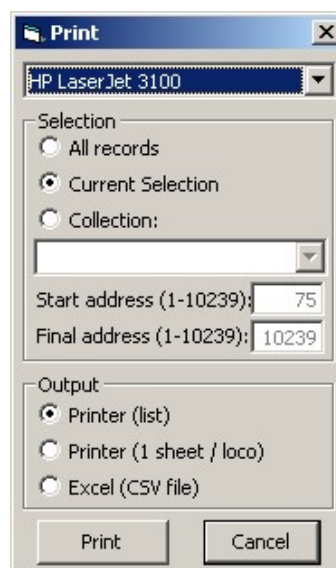 Print
HP LaserJet 3100
Selection
All records
Current Selection
Collection:
Start address (1-10239): 75
Final address (1-10239): 10239
Output
Printer (list)
Printer (1 sheet / loco)
Excel (CSV file)
Print Cancel